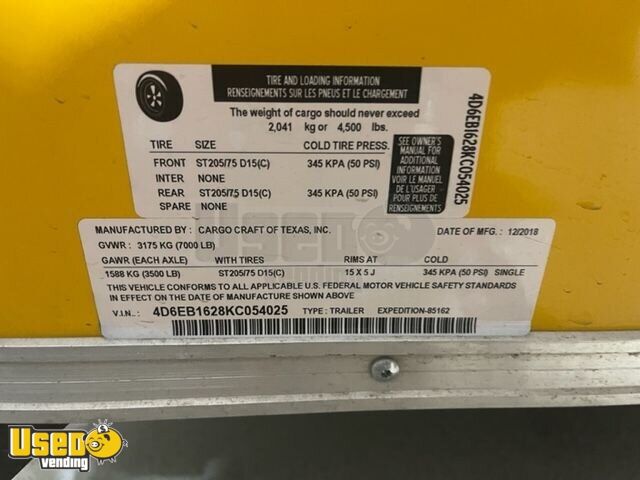 TIRE AND LOADING INFORMATION
RENSEIGNEMENTS SUR LES PNEUS ET LE CHARGEMENT
The weight of cargo should never exceed
2,041 kg or 4,500 lbs.
TIRE SIZE COLD TIRE PRESS.
FRONT ST205/75 D15(C) 345 KPA (50 PSI)
INTER NONE
REAR ST205/75 D15(C) 345 KPA (50 PSI)
SPARE NONE
SEE OWNER'S
MANUAL FOR
ADDITIONAL
INFORMATION
VOIR LE MANUEL
DE L'USAGER
POUR PLUS DE
RENSEIGNEMENTS
4D6EB1628KC054025
MANUFACTURED BY : CARGO CRAFT OF TEXAS, INC. DATE OF MFG. : 12/2018
GVWR : 3175 KG (7000 LB)
GAWR (EACH AXLE) WITH TIRES RIMS AT COLD
1588 KG (3500 LB) ST205/75 D15(C) 15 X 5 J 345 KPA (50 PSI) SINGLE
THIS VEHICLE CONFORMS TO ALL APPLICABLE U.S. FEDERAL MOTOR VEHICLE SAFETY STANDARDS
IN EFFECT ON THE DATE OF MANUFACTURE SHOWN ABOVE.
V.I.N.: 4D6EB1628KC054025 TYPE : TRAILER EXPEDITION-85162
Used
vending